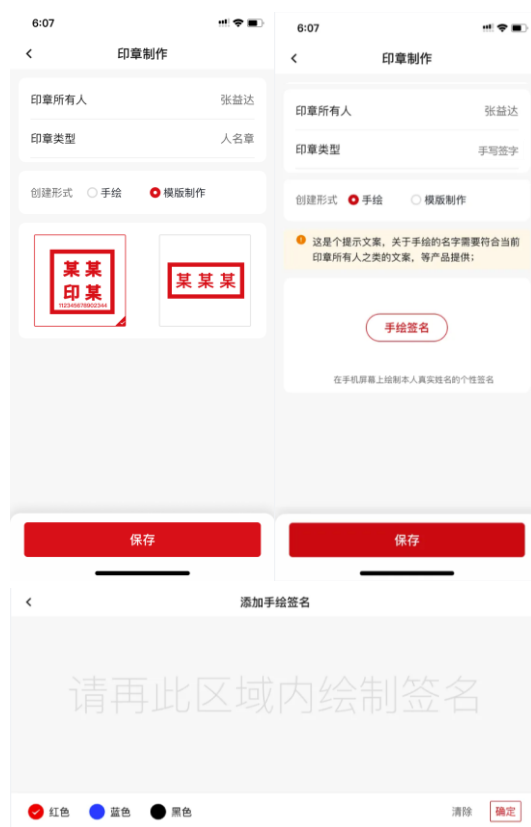 6:07
印章制作
印章所有人 张益达
印章类型 人名章
创建形式 手绘 模版制作
某某
印某
112345678902344
某某某
保存
6:07
印章制作
印章所有人 张益达
印章类型 手写签字
创建形式 手绘 模版制作
这是个提示文案，关于手绘的名字需要符合当前
印章所有人之类的文案，等产品提供；
手绘签名
在手机屏幕上绘制本人真实姓名的个性签名
保存
添加手绘签名
请再此区域内绘制签名
红色 蓝色 黑色 清除 确定